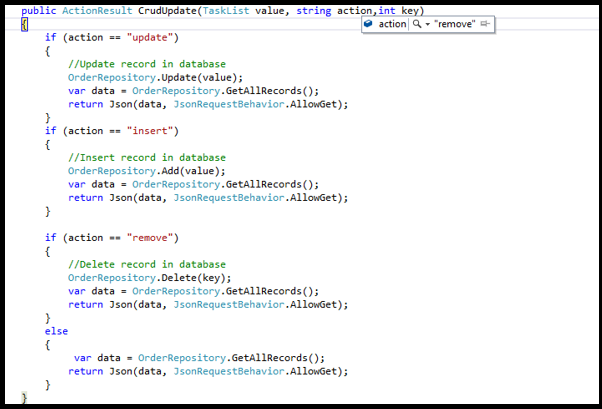 public ActionResult CrudUpdate(TaskList value, string action,int key)
action "remove"
{
if (action == "update")
{
//Update record in database
OrderRepository.Update(value);
var data = OrderRepository.GetAllRecords();
return Json(data, JsonRequestBehavior.AllowGet);
}
if (action == "insert")
{
//Insert record in database
OrderRepository.Add(value);
var data = OrderRepository.GetAllRecords();
return Json(data, JsonRequestBehavior.AllowGet);
}
if (action == "remove")
{
//Delete record in database
OrderRepository.Delete(key);
var data = OrderRepository.GetAllRecords();
return Json(data, JsonRequestBehavior.AllowGet);
}
else
{
var data = OrderRepository.GetAllRecords();
return Json(data, JsonRequestBehavior.AllowGet);
}
}